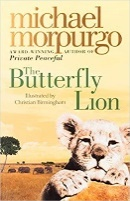 michael
morpurgo
AWARD-WINNING AUTHOR OF
Private Peaceful
The
Butterfly
Lion
Illustrated by
Christian Birmingham